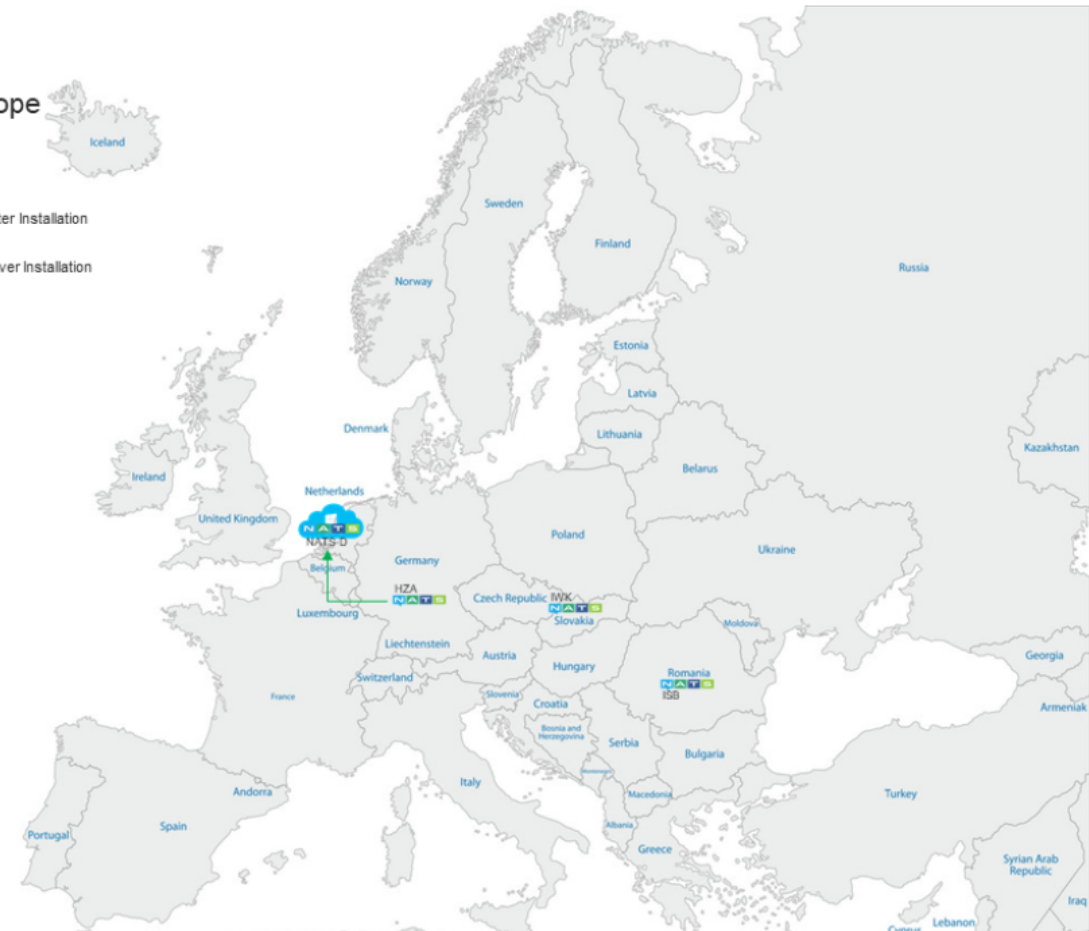 ope
Iceland
ter Installation
ver Installation
Sweden
Finland
Russia
Norway
Estonia
Latvia
Denmark
Lithuania
Kazakhstan
Belarus
Ireland
Netherlands
United Kingdom
NATS
NATS-D
Poland
Ukraine
Belgium
Germany
HZA
NATS
Czech Republic
IWK
NATS
Luxembourg
Slovakia
Moldova
Liechtenstein
Austria
Hungary
Georgia
Switzerland
Romania
NATS
ISB
France
Slovenia
Croatia
Armeniak
Bosnia and
Herzegovina
Serbia
Bulgaria
Montenegro
Italy
Andorra
Macedonia
Turkey
Spain
Portugal
Albania
Greece
Syrian Arab
Republic
Iraq
Lebanon
Cyprus